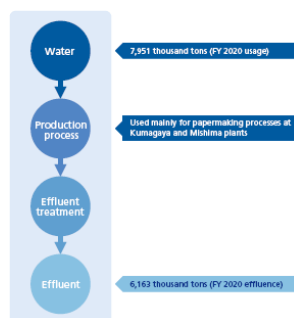 Water
7,951 thousand tons (FY 2020 usage)
Production
process
Used mainly for papermaking processes at
Kumagaya and Mishima plants
Effluent
treatment
Effluent
6,163 thousand tons (FY 2020 effluence)